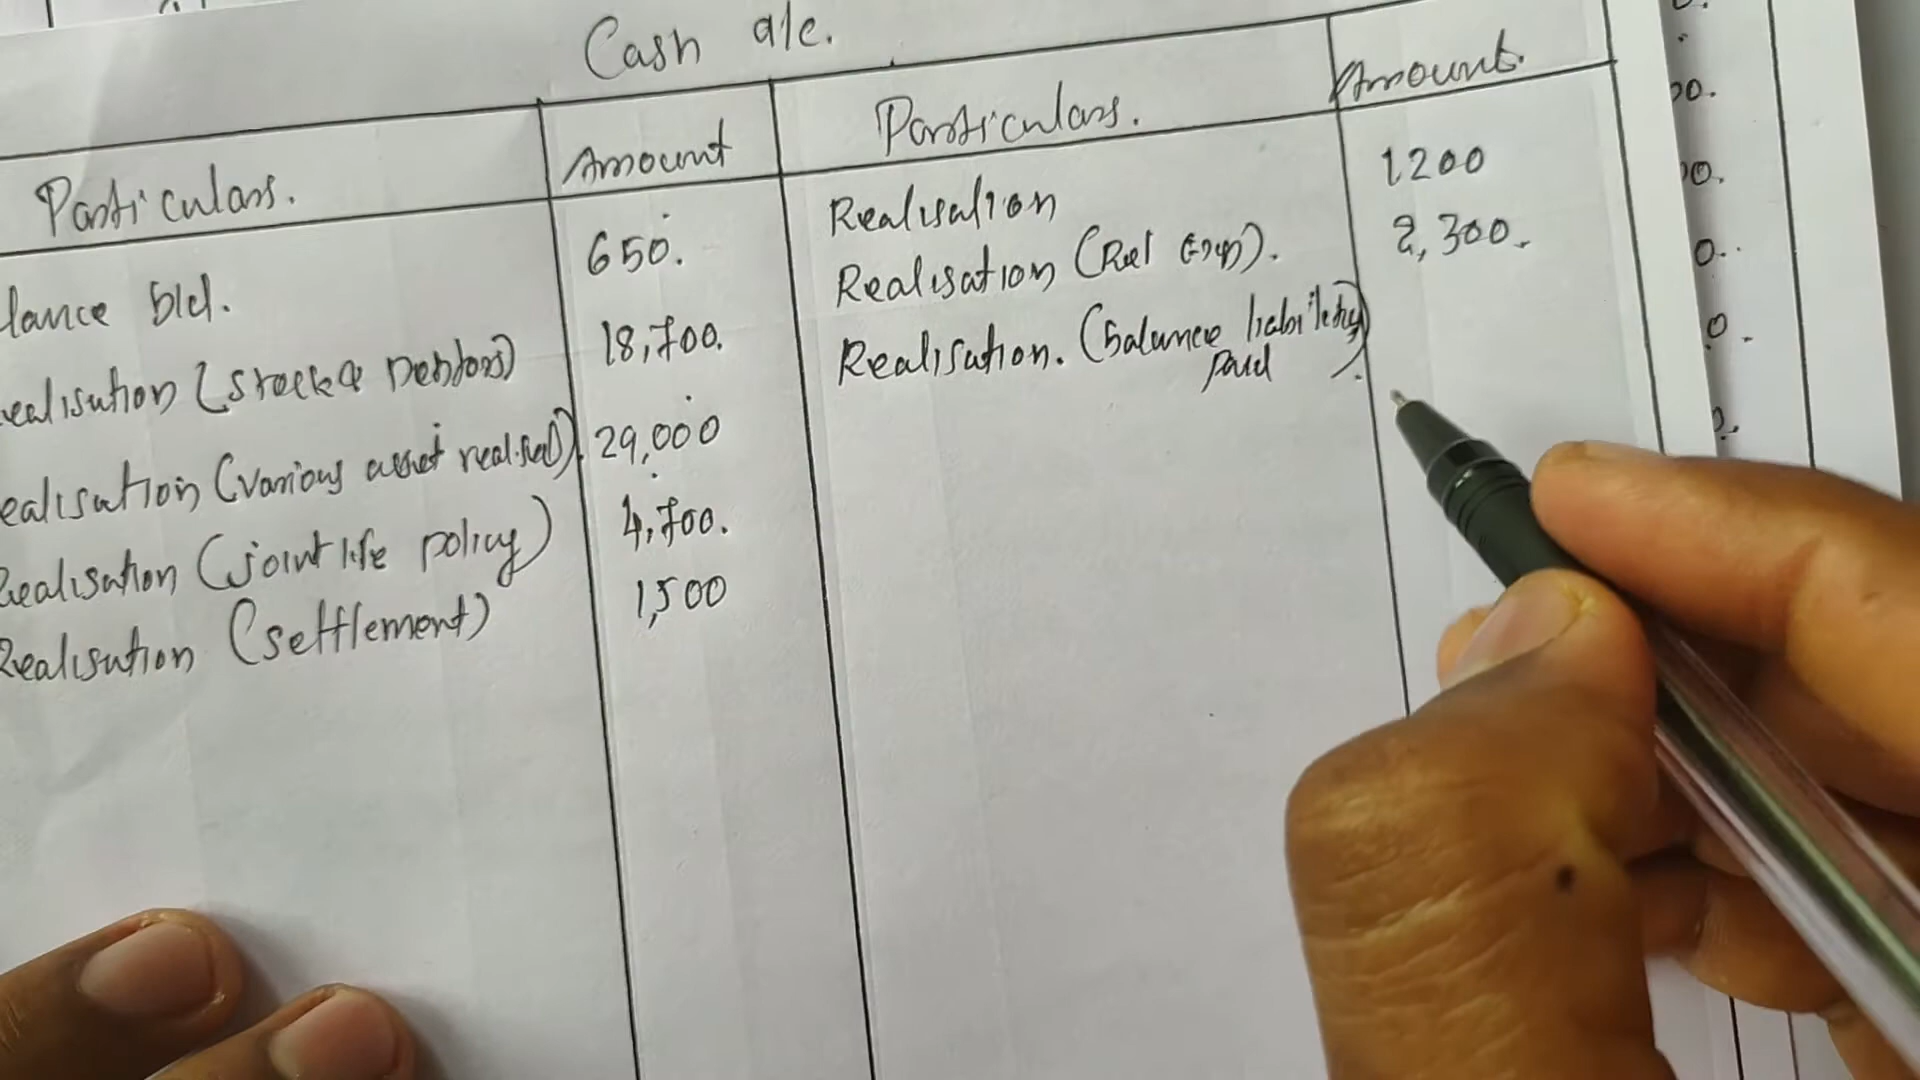 Cash a/c.
Particulars. Amount Particulars. Amount.
lance b/d. 650. Realisation 1200
ealisation (stock & Debtors) 18,700. Realisation (Real Exp). 2,300.
ealisation (various asset realised) 29,000 Realisation. (balance liability
paid ).
Realisation (joint life policy) 4,700.
Realisation (settlement) 1,500